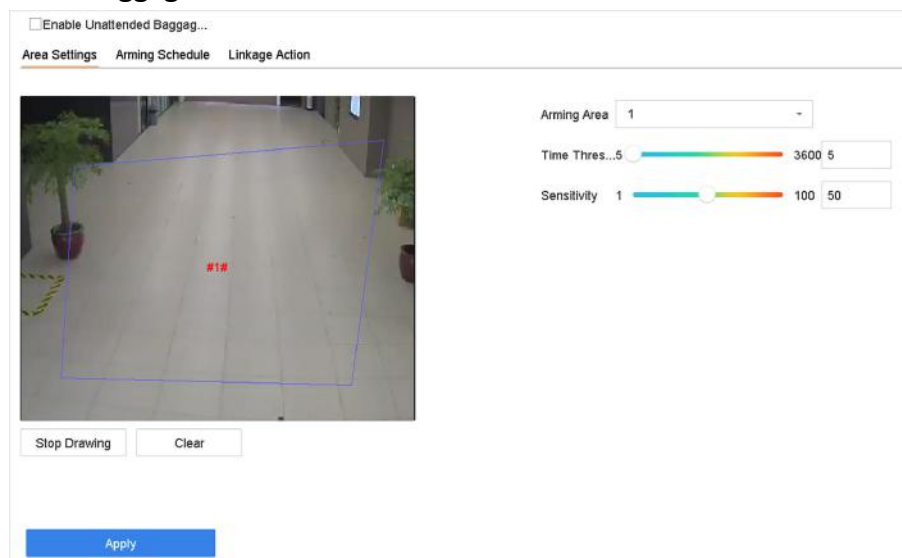 Enable Unattended Baggag...
Area Settings Arming Schedule Linkage Action
Arming Area 1
Time Thres...5 3600 5
Sensitivity 1 100 50
#1#
Stop Drawing Clear
Apply